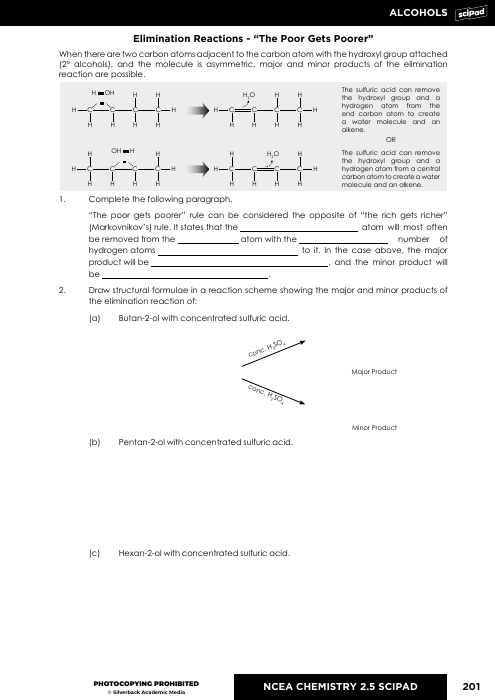 ALCOHOLS scipad
Elimination Reactions - “The Poor Gets Poorer”
When there are two carbon atoms adjacent to the carbon atom with the hydroxyl group attached
(2° alcohols), and the molecule is asymmetric, major and minor products of the elimination
reaction are possible.
H OH H H
H C C C C H
H H H H
H₂O H H
H C C C C H
H H H H
The sulfuric acid can remove
the hydroxyl group and a
hydrogen atom from the
end carbon atom to create
a water molecule and an
alkene.
OR
H OH H H
H C C C C H
H H H H
H H₂O H
H C C C C H
H H H H
The sulfuric acid can remove
the hydroxyl group and a
hydrogen atom from a central
carbon atom to create a water
molecule and an alkene.
1. Complete the following paragraph.
“The poor gets poorer” rule can be considered the opposite of “the rich gets richer”
(Markovnikov’s) rule. It states that the ____________ atom will most often
be removed from the ____________ atom with the ____________ number of
hydrogen atoms ____________ to it. In the case above, the major
product will be ____________, and the minor product will
be ____________.
2. Draw structural formulae in a reaction scheme showing the major and minor products of
the elimination reaction of:
(a) Butan-2-ol with concentrated sulfuric acid.
conc. H₂SO₄
Major Product
conc. H₂SO₄
Minor Product
(b) Pentan-2-ol with concentrated sulfuric acid.
(c) Hexan-2-ol with concentrated sulfuric acid.
PHOTOCOPYING PROHIBITED
© Silverback Academic Media
NCEA CHEMISTRY 2.5 SCIPAD 201